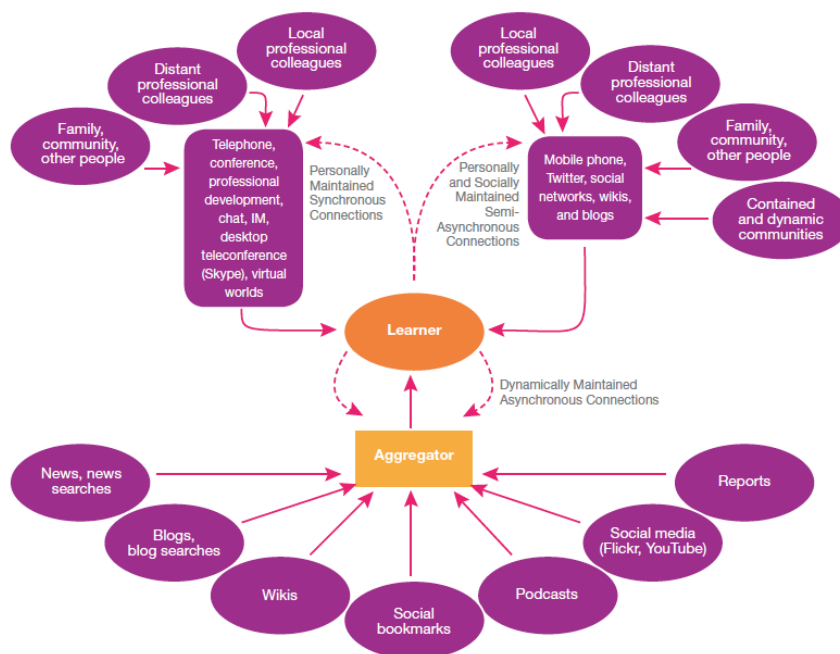 Local
professional
colleagues
Distant
professional
colleagues
Family,
community,
other people
Telephone,
conference,
professional
development,
chat, IM,
desktop
teleconference
(Skype), virtual
worlds
Personally
Maintained
Synchronous
Connections
Local
professional
colleagues
Distant
professional
colleagues
Family,
community,
other people
Contained
and dynamic
communities
Mobile phone,
Twitter, social
networks, wikis,
and blogs
Personally
and Socially
Maintained
Semi-
Asynchronous
Connections
Learner
Dynamically Maintained
Asynchronous Connections
Aggregator
News, news
searches
Blogs,
blog searches
Wikis
Social
bookmarks
Podcasts
Social media
(Flickr, YouTube)
Reports